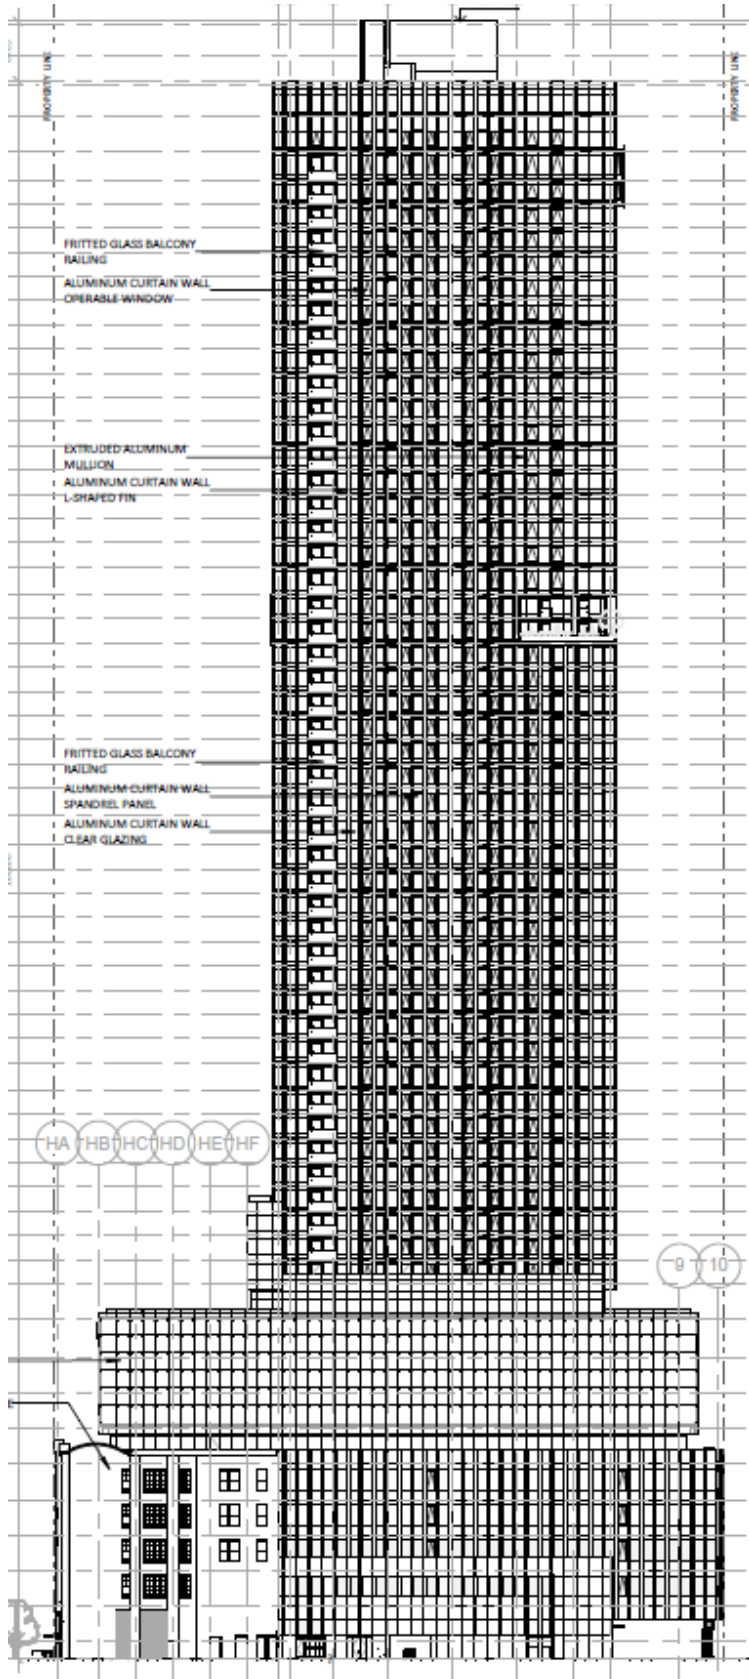 PROPERTY LINE
PROPERTY LINE
FRITTED GLASS BALCONY
RAILING
ALUMINUM CURTAIN WALL
OPERABLE WINDOW
EXTRUDED ALUMINUM
MULLION
ALUMINUM CURTAIN WALL
L-SHAPED FIN
FRITTED GLASS BALCONY
RAILING
ALUMINUM CURTAIN WALL
SPANDREL PANEL
ALUMINUM CURTAIN WALL
CLEAR GLAZING
HA HB HC HD HE HF
9 10